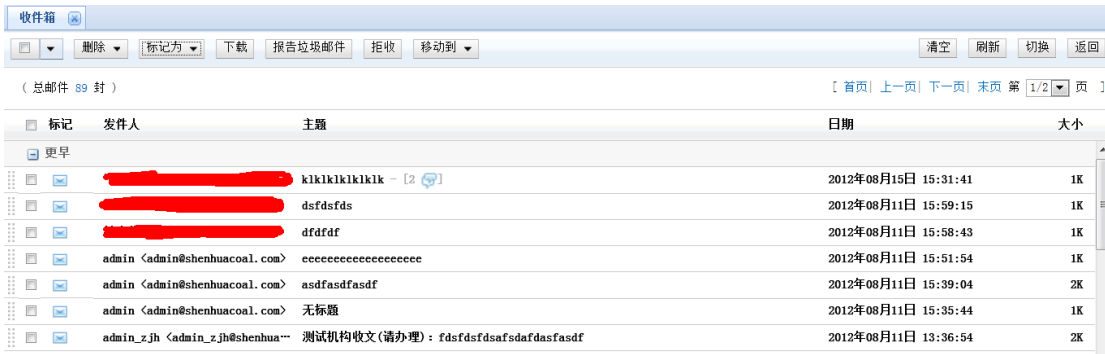 收件箱
删除 标记为 下载 报告垃圾邮件 拒收 移动到 清空 刷新 切换 返回
( 总邮件 89 封 ) [ 首页| 上一页| 下一页| 末页 第 1/2 页 ]
标记 发件人 主题 日期 大小
更早
klklklklklklk - [2 ] 2012年08月15日 15:31:41 1K
dsfdsfds 2012年08月11日 15:59:15 1K
dfdfdf 2012年08月11日 15:58:43 1K
admin <admin@shenhuacoal.com> eeeeeeeeeeeeeeeeeee 2012年08月11日 15:51:54 1K
admin <admin@shenhuacoal.com> asdfasdfasdf 2012年08月11日 15:39:04 2K
admin <admin@shenhuacoal.com> 无标题 2012年08月11日 15:35:44 1K
admin_zjh <admin_zjh@shenhua… 测试机构收文(请办理)：fdsfdsfdsafsdafdasfasdf 2012年08月11日 13:36:54 2K